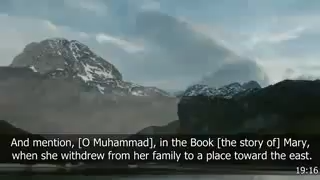 And mention, [O Muhammad], in the Book [the story of] Mary,
when she withdrew from her family to a place toward the east.
19:16